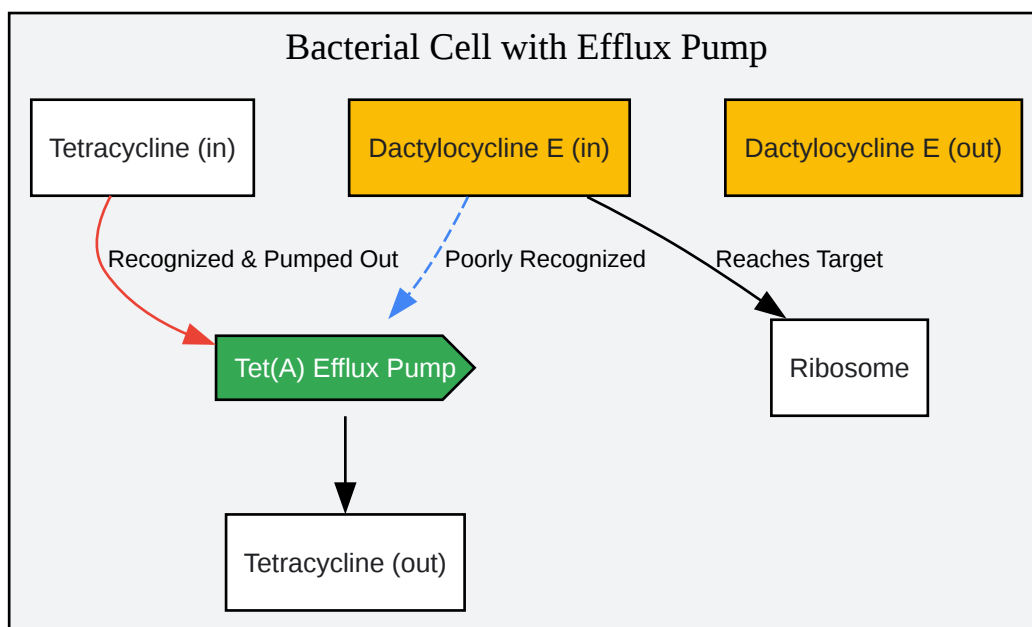 Bacterial Cell with Efflux Pump
Tetracycline (in)
Dactylocycline E (in)
Dactylocycline E (out)
Recognized & Pumped Out
Poorly Recognized
Reaches Target
Tet(A) Efflux Pump
Ribosome
Tetracycline (out)